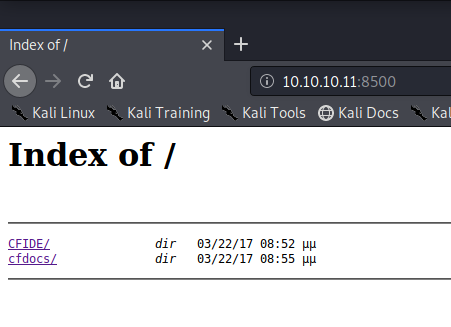 Index of /
10.10.10.11:8500
Kali Linux Kali Training Kali Tools Kali Docs Ka
Index of /
CFIDE/ dir 03/22/17 08:52 μμ
cfdocs/ dir 03/22/17 08:55 μμ